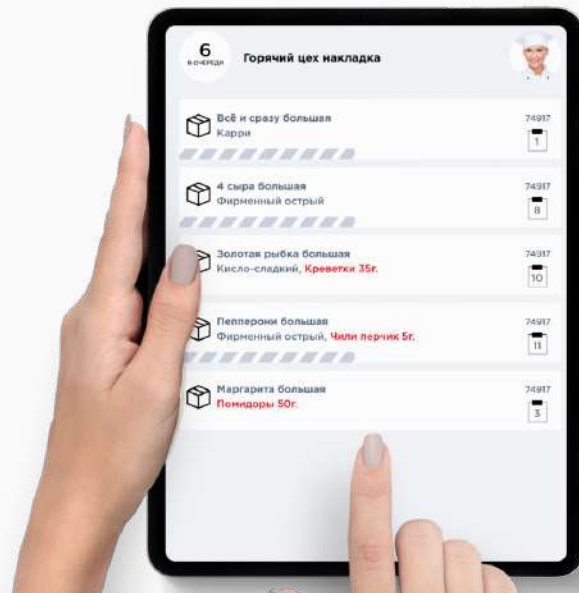 6
В ОЧЕРЕДИ
Горячий цех накладка
Всё и сразу большая
Карри
74917
1
4 сыра большая
Фирменный острый
74917
8
Золотая рыбка большая
Кисло-сладкий, Креветки 35г.
74917
10
Пепперони большая
Фирменный острый, Чили перчик 5г.
74917
11
Маргарита большая
Помидоры 50г.
74917
3